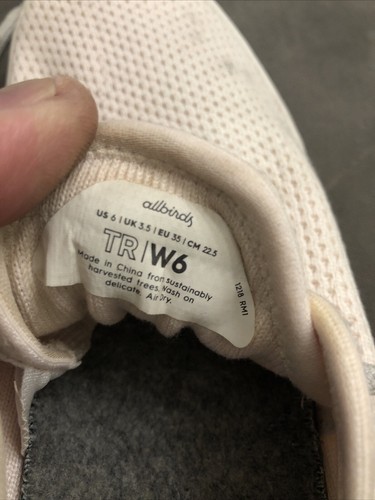 allbirds
US 6 | UK 3.5 | EU 35 | CM 22.5
TR|W6
Made in China from sustainably
harvested trees. Wash on
delicate. Air Dry.
1218 RM1